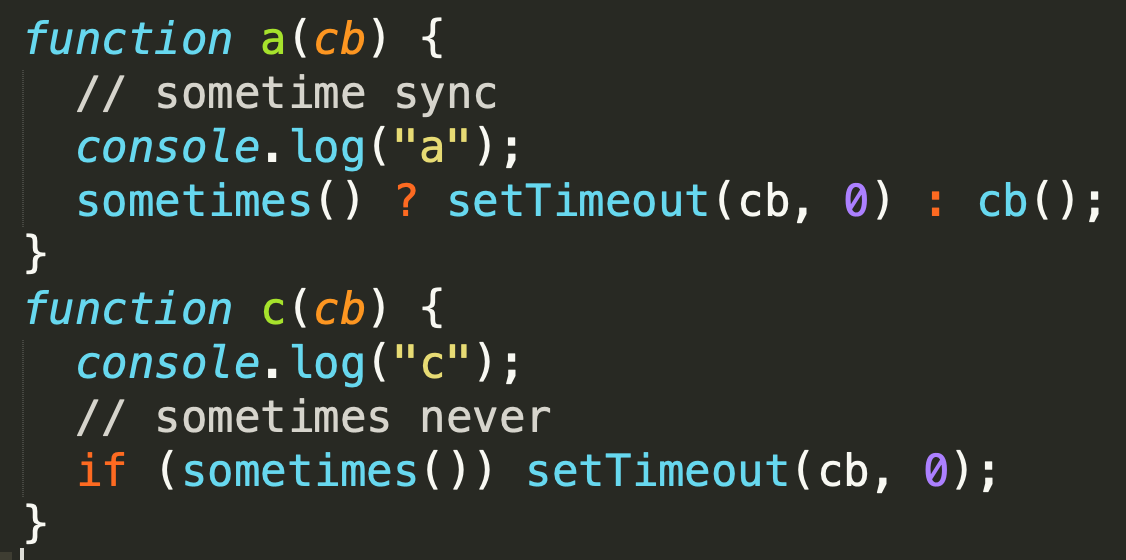 function a(cb) {
  // sometime sync
  console.log("a");
  sometimes() ? setTimeout(cb, 0) : cb();
}
function c(cb) {
  console.log("c");
  // sometimes never
  if (sometimes()) setTimeout(cb, 0);
}